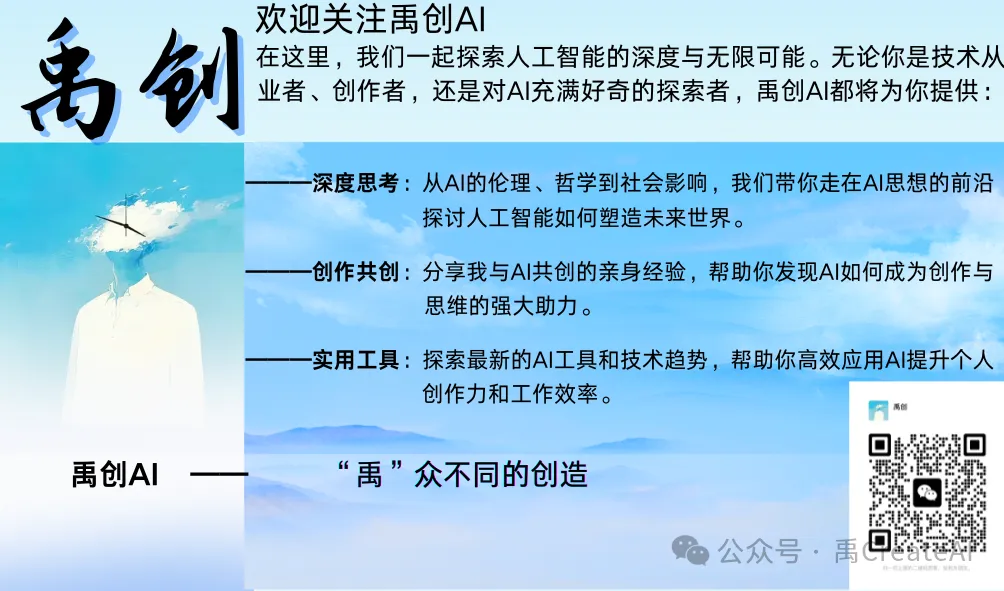 禹创
欢迎关注禹创AI
在这里，我们一起探索人工智能的深度与无限可能。无论你是技术从
业者、创作者，还是对AI充满好奇的探索者，禹创AI都将为你提供：
——深度思考：从AI的伦理、哲学到社会影响，我们带你走在AI思想的前沿
探讨人工智能如何塑造未来世界。
——创作共创：分享我与AI共创的亲身经验，帮助你发现AI如何成为创作与
思维的强大助力。
——实用工具：探索最新的AI工具和技术趋势，帮助你高效应用AI提升个人
创作力和工作效率。
禹创
禹创AI ——“禹”众不同的创造
公众号·禹CreateAI